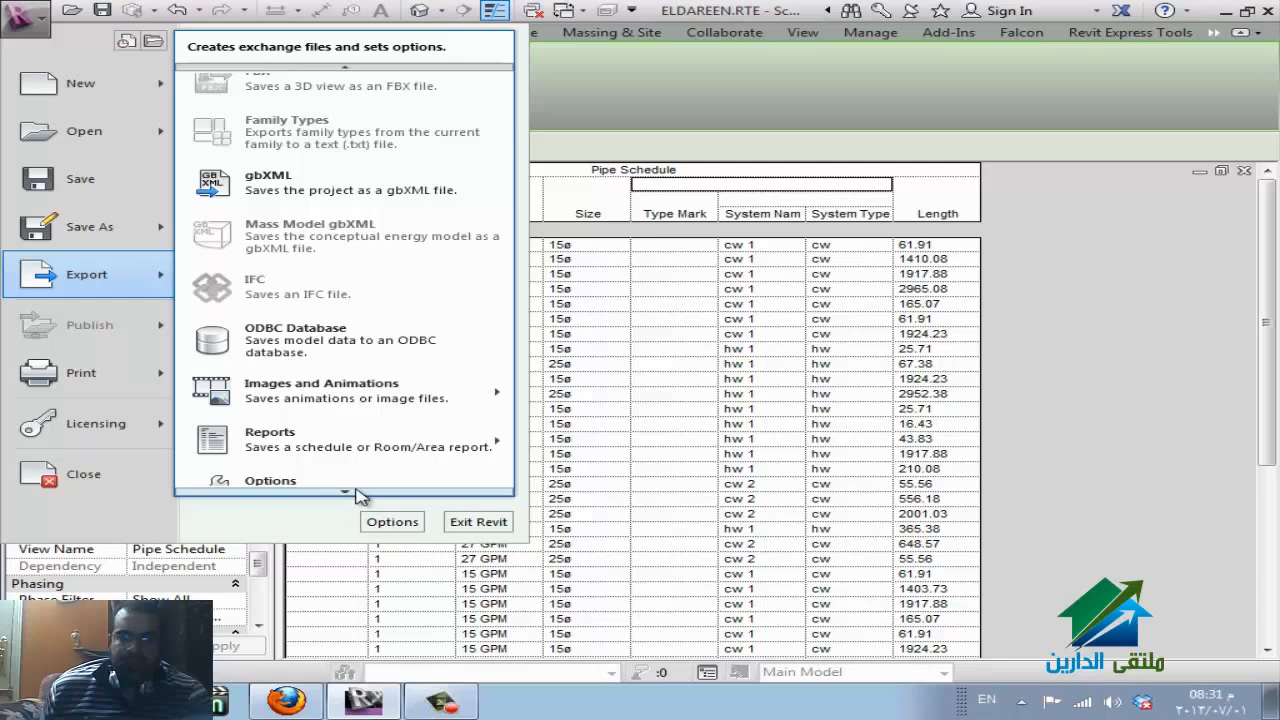 ELDAREEN.RTE - Sc...
Sign In
Massing & Site Collaborate View Manage Add-Ins Falcon Revit Express Tools
Creates exchange files and sets options.
New
Open
Save
Save As
Export
Publish
Print
Licensing
Close
FBX
Saves a 3D view as an FBX file.
Family Types
Exports family types from the current
family to a text (.txt) file.
gbXML
Saves the project as a gbXML file.
Mass Model gbXML
Saves the conceptual energy model as a
gbXML file.
IFC
Saves an IFC file.
ODBC Database
Saves model data to an ODBC
database.
Images and Animations
Saves animations or image files.
Reports
Saves a schedule or Room/Area report.
Options
Options Exit Revit
Pipe Schedule
Size Type Mark System Nam System Type Length
15ø cw 1 cw 61.91
15ø cw 1 cw 1410.08
15ø cw 1 cw 1917.88
15ø cw 1 cw 2965.08
15ø cw 1 cw 165.07
15ø cw 1 cw 61.91
15ø cw 1 cw 1924.23
15ø hw 1 hw 25.71
25ø hw 1 hw 67.38
15ø hw 1 hw 1924.23
25ø hw 1 hw 2952.38
15ø hw 1 hw 25.71
15ø hw 1 hw 16.43
15ø hw 1 hw 43.83
15ø hw 1 hw 1917.88
15ø hw 1 hw 210.08
25ø cw 2 cw 55.56
25ø cw 2 cw 556.18
25ø cw 2 cw 2001.03
15ø hw 1 hw 365.38
1 27 GPM 25ø cw 2 cw 648.57
1 27 GPM 25ø cw 2 cw 55.56
1 15 GPM 15ø cw 1 cw 61.91
1 15 GPM 15ø cw 1 cw 1403.73
1 15 GPM 15ø cw 1 cw 1917.88
1 15 GPM 15ø cw 1 cw 165.07
1 15 GPM 15ø cw 1 cw 61.91
1 15 GPM 15ø cw 1 cw 1924.23
View Name Pipe Schedule
Dependency Independent
Phasing
Phase Filter Show All
ملتقى الدارين
:0
Main Model
EN
08:31 م
٢٠١٣/٠٧/٠١